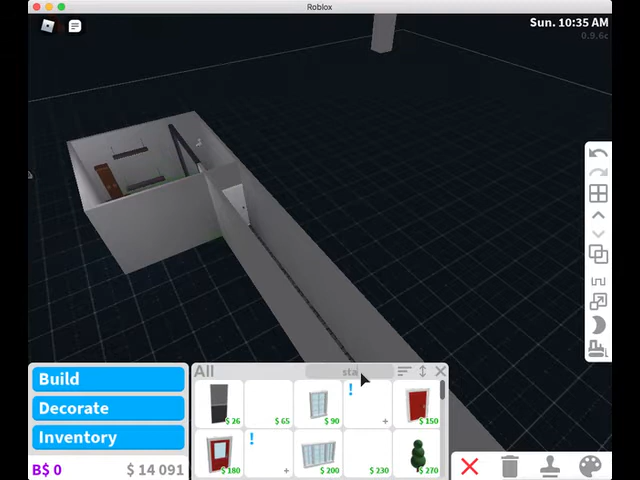 Roblox
Sun. 10:35 AM
0.9.6c
Build
Decorate
Inventory
B$ 0
$ 14 091
All
sta
$ 26
$ 65
$ 90
!
+
$ 150
$ 180
!
+
$ 200
$ 230
$ 270